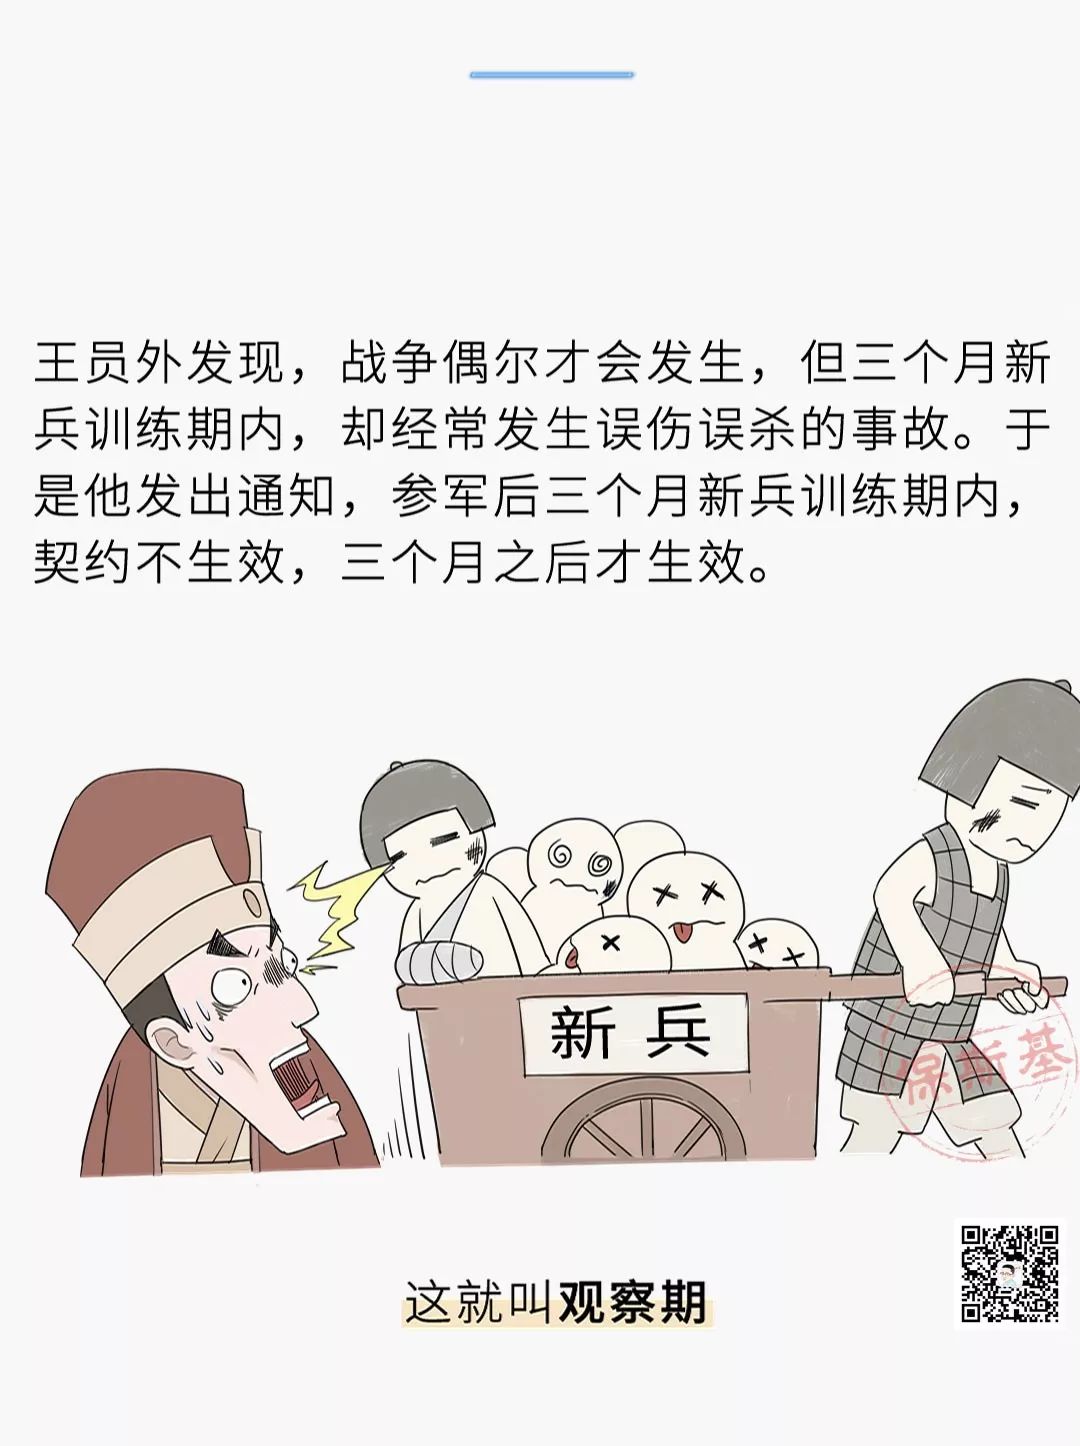 王员外发现，战争偶尔才会发生，但三个月新
兵训练期内，却经常发生误伤误杀的事故。于
是他发出通知，参军后三个月新兵训练期内，
契约不生效，三个月之后才生效。
新兵
保斯基
这就叫观察期